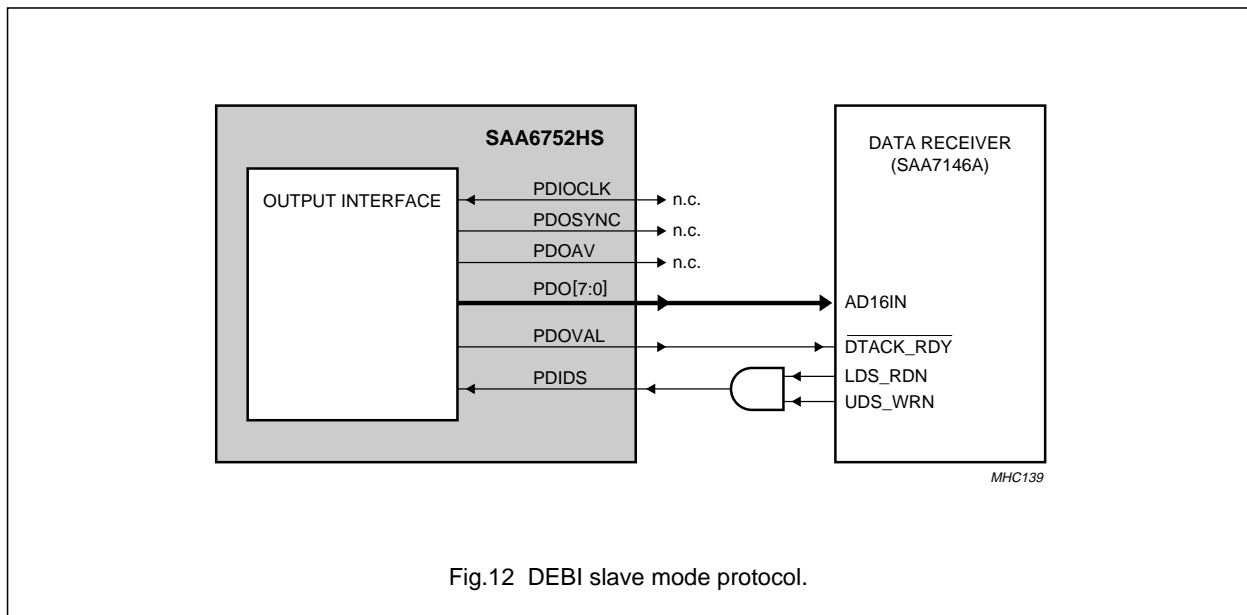 SAA6752HS
DATA RECEIVER
(SAA7146A)
OUTPUT INTERFACE
PDIOCLK
n.c.
PDOSYNC
n.c.
PDOAV
n.c.
PDO[7:0]
AD16IN
PDOVAL
DTACK_RDY
PDIDS
LDS_RDN
UDS_WRN
MHC139
Fig.12 DEBI slave mode protocol.